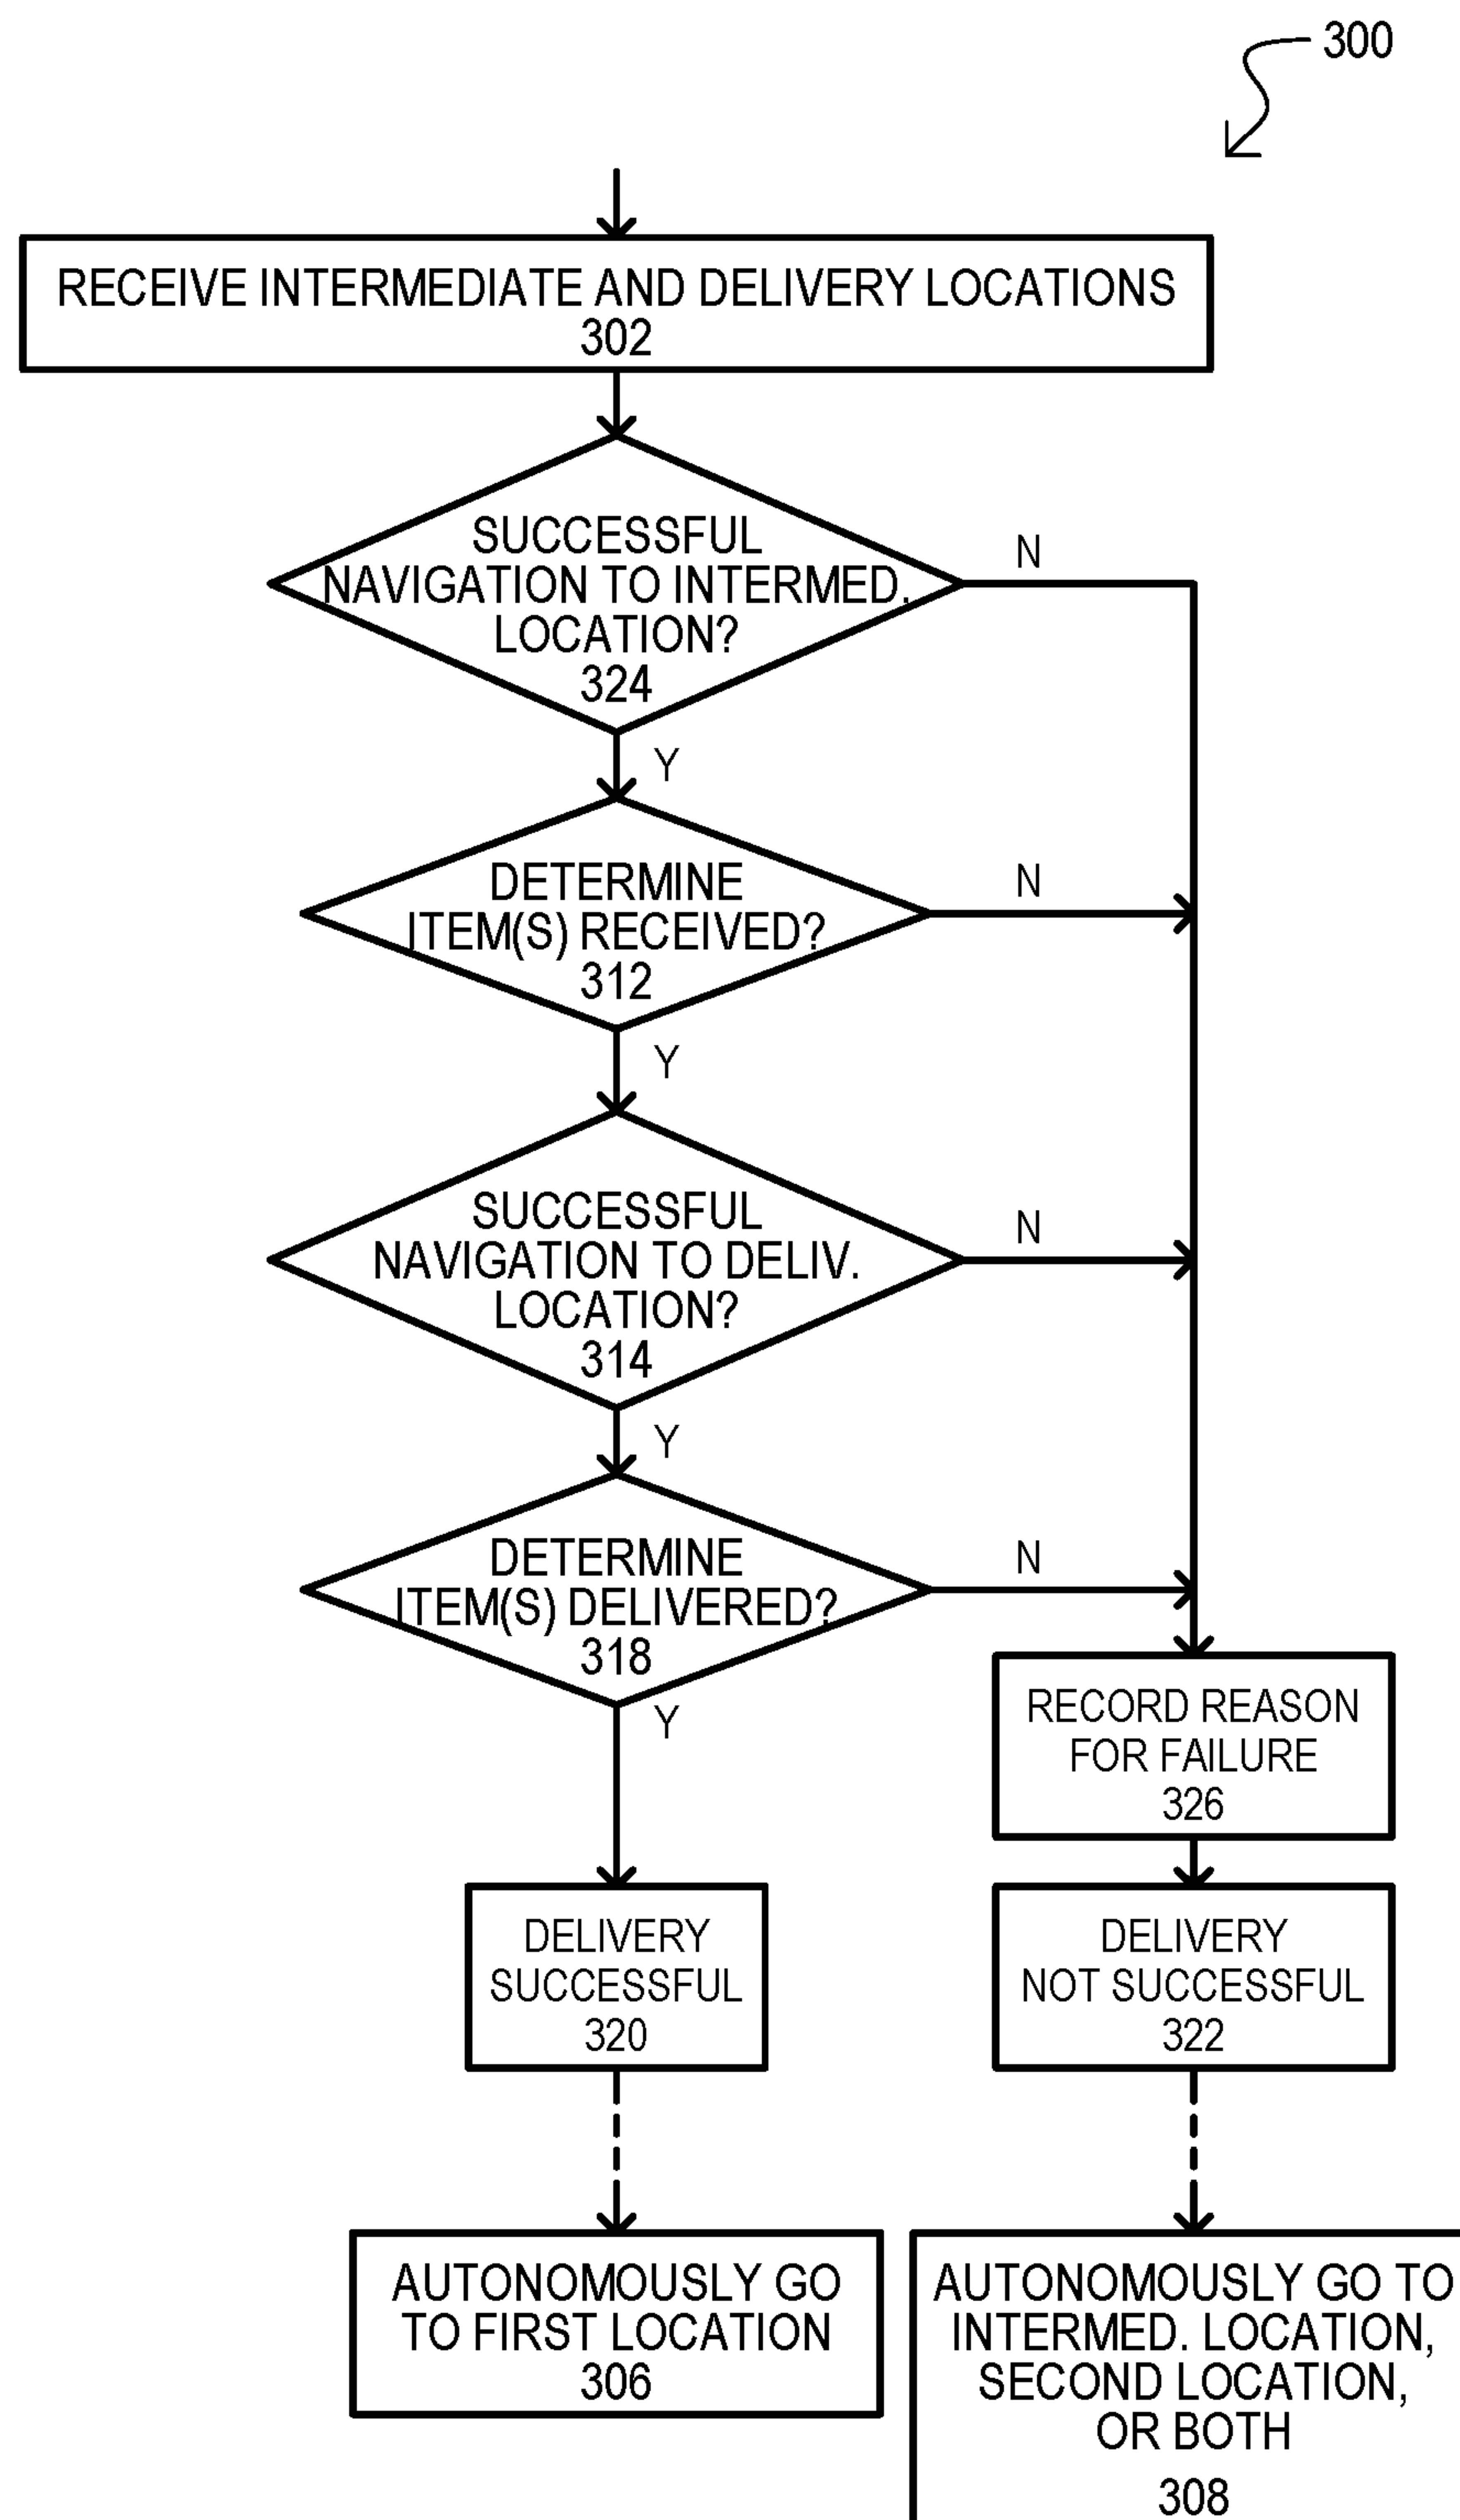 300
RECEIVE INTERMEDIATE AND DELIVERY LOCATIONS
302
SUCCESSFUL
NAVIGATION TO INTERMED.
LOCATION?
324
N
Y
DETERMINE
ITEM(S) RECEIVED?
312
N
Y
SUCCESSFUL
NAVIGATION TO DELIV.
LOCATION?
314
N
Y
DETERMINE
ITEM(S) DELIVERED?
318
N
Y
RECORD REASON
FOR FAILURE
326
DELIVERY
SUCCESSFUL
320
DELIVERY
NOT SUCCESSFUL
322
AUTONOMOUSLY GO
TO FIRST LOCATION
306
AUTONOMOUSLY GO TO
INTERMED. LOCATION,
SECOND LOCATION,
OR BOTH
308